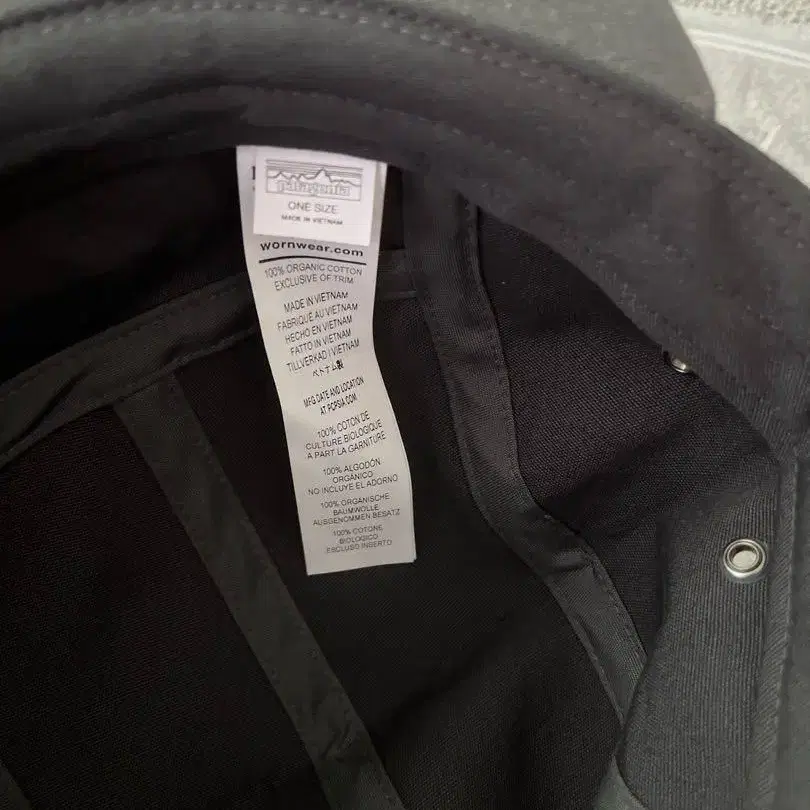 patagonia
ONE SIZE
MADE IN VIETNAM
wornwear.com
100% ORGANIC COTTON
EXCLUSIVE OF TRIM
MADE IN VIETNAM
FABRIQUÉ AU VIETNAM
HECHO EN VIETNAM
FATTO IN VIETNAM
TILLVERKAD I VIETNAM
ベトナム製
MFG DATE AND LOCATION
AT PCPSIA.COM
100% COTON DE
CULTURE BIOLOGIQUE
À PART LA GARNITURE
100% ALGODÓN
ORGÁNICO
NO INCLUYE EL ADORNO
100% ORGANISCHE
BAUMWOLLE
AUSGENOMMEN BESATZ
100% COTONE
BIOLOGICO
ESCLUSO INSERTO